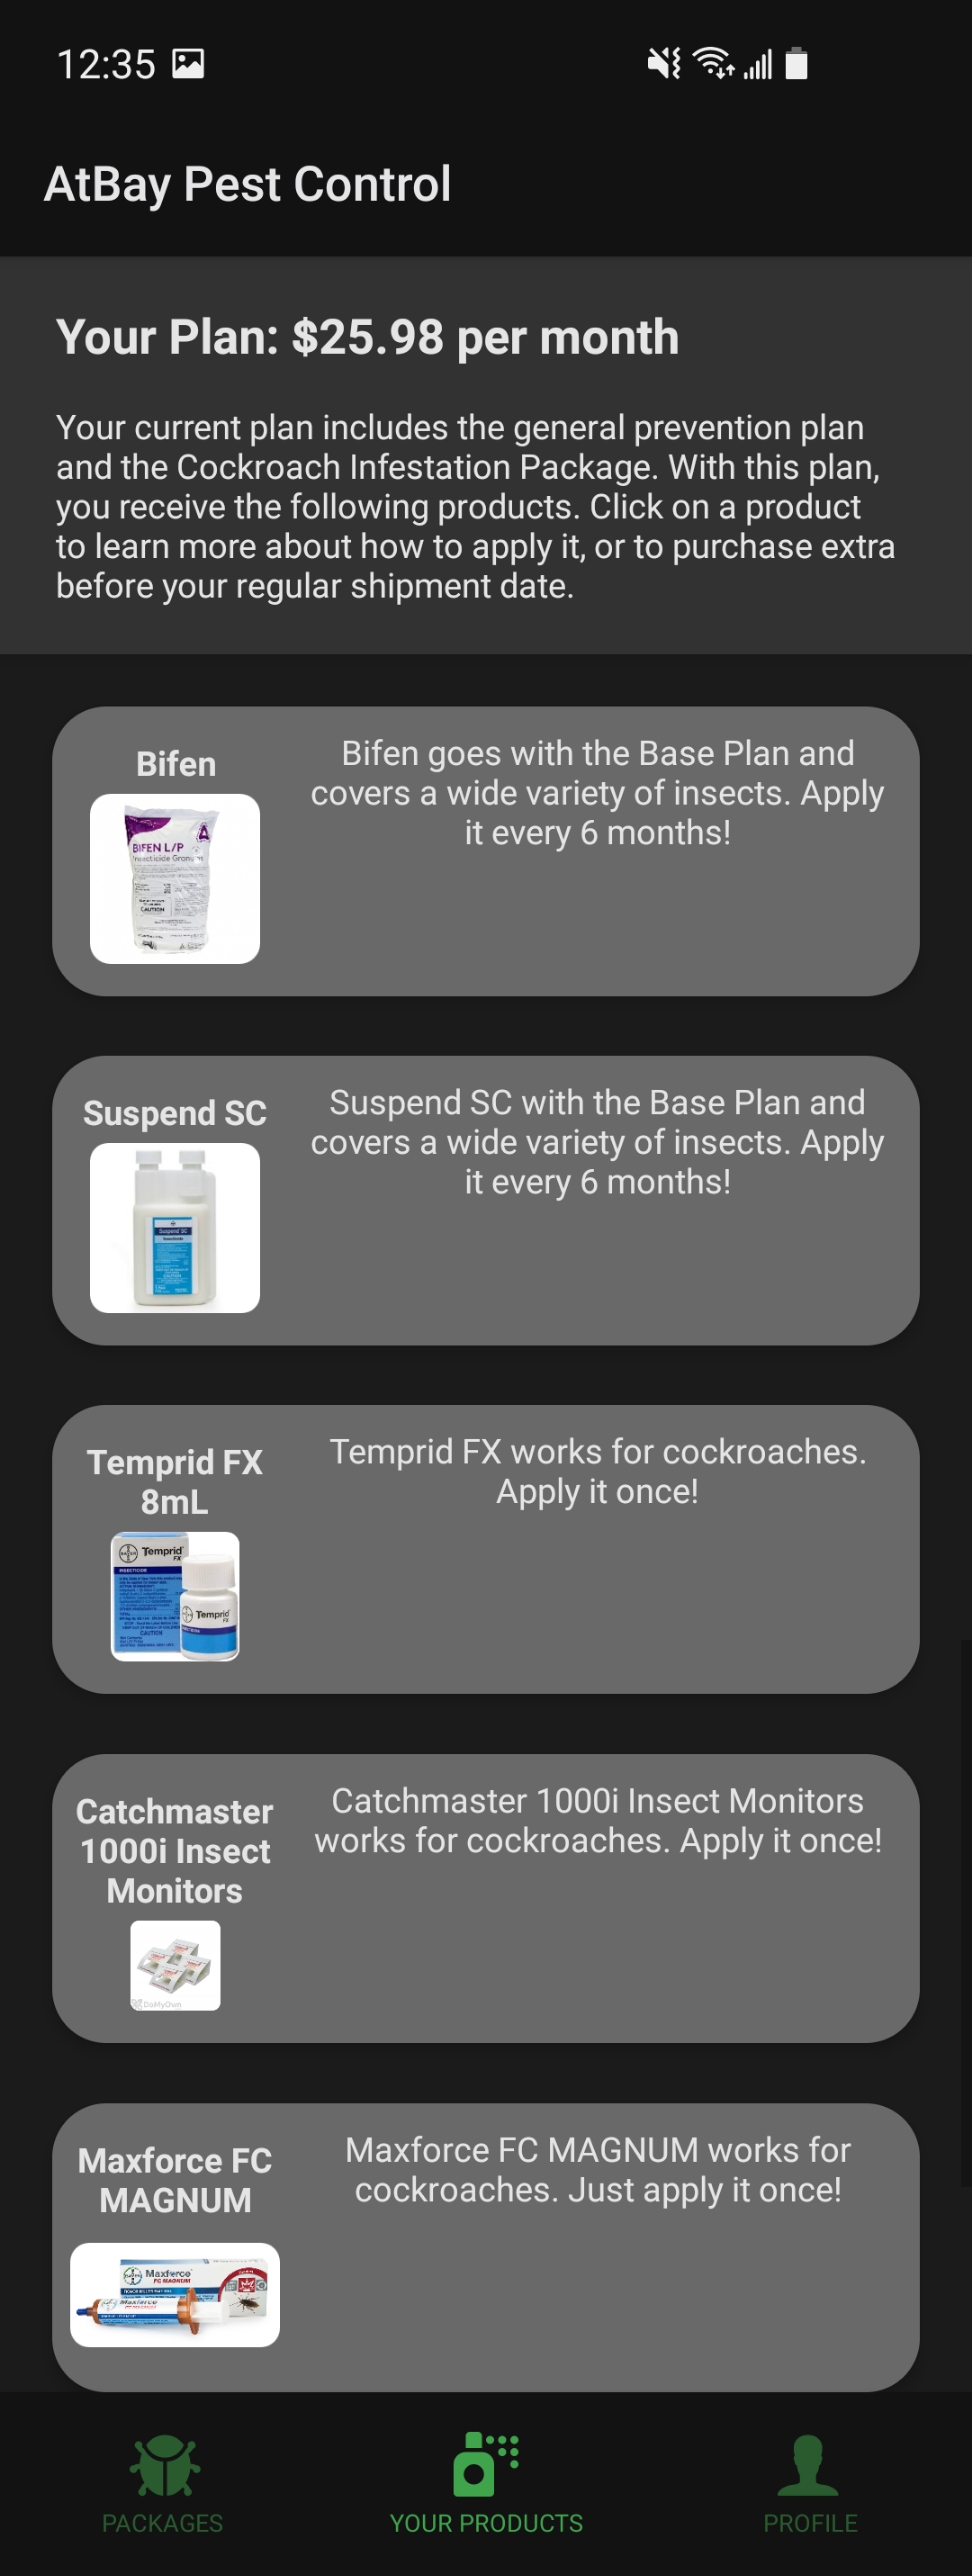 12:35
AtBay Pest Control
Your Plan: $25.98 per month
Your current plan includes the general prevention plan
and the Cockroach Infestation Package. With this plan,
you receive the following products. Click on a product
to learn more about how to apply it, or to purchase extra
before your regular shipment date.
Bifen
BIFEN L/P
Insecticide Granules
CAUTION
Bifen goes with the Base Plan and
covers a wide variety of insects. Apply
it every 6 months!
Suspend SC
Suspend SC
Suspend SC with the Base Plan and
covers a wide variety of insects. Apply
it every 6 months!
Temprid FX
8mL
Temprid
FX
INSECTICIDE
CAUTION
Temprid
FX
Temprid FX works for cockroaches.
Apply it once!
Catchmaster
1000i Insect
Monitors
DoMyOwn
Catchmaster 1000i Insect Monitors
works for cockroaches. Apply it once!
Maxforce FC
MAGNUM
Maxforce
FC MAGNUM
Maxforce
Maxforce FC MAGNUM works for
cockroaches. Just apply it once!
PACKAGES
YOUR PRODUCTS
PROFILE